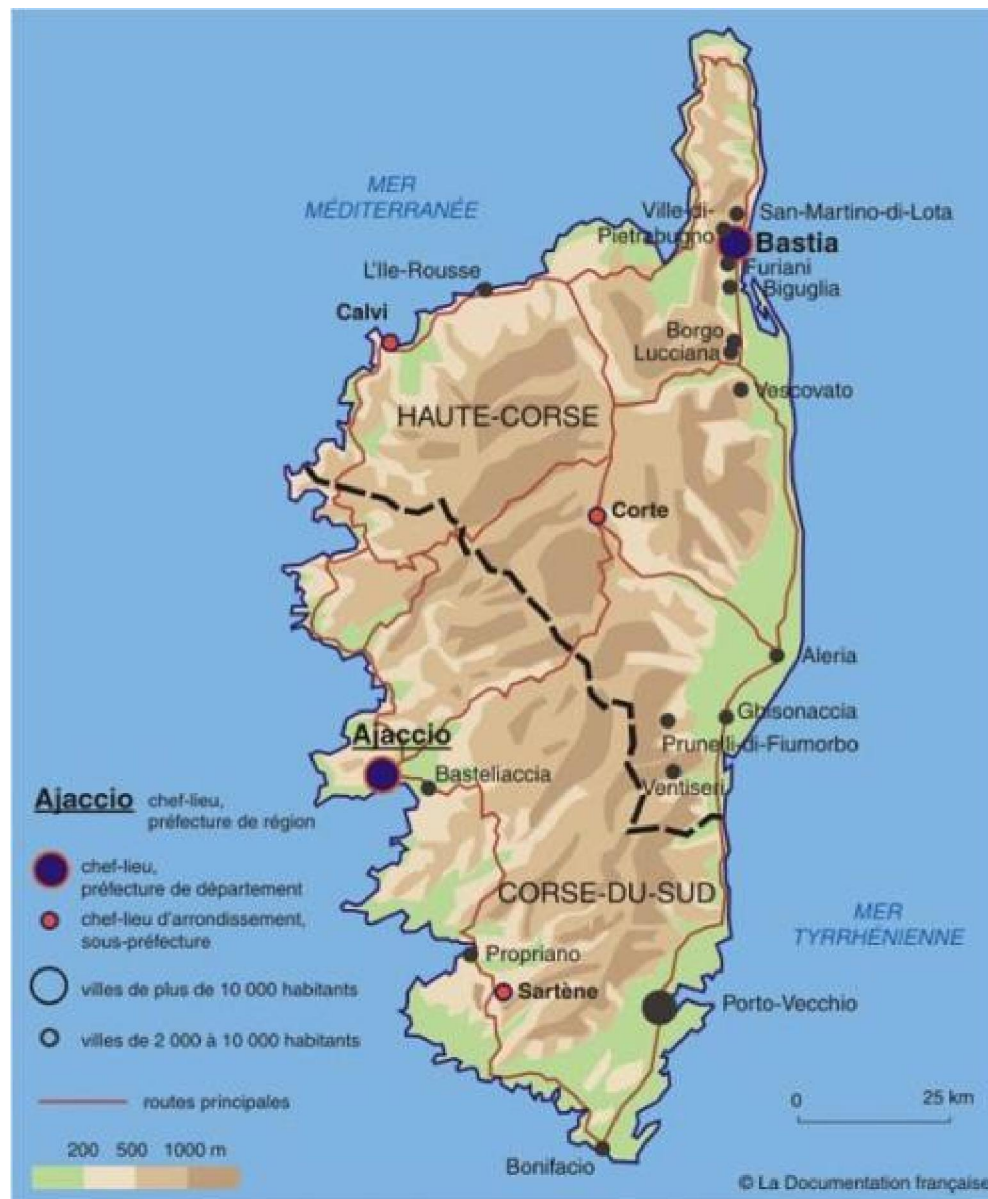 MER
MÉDITERRANÉE
Ville-di-
Pietrabugno
San-Martino-di-Lota
Bastia
Furiani
Biguglia
L'Ile-Rousse
Calvi
Borgo
Lucciana
Vescovato
HAUTE-CORSE
Corte
Aleria
Ghisonaccia
Prunelli-di-Fiumorbo
Ventiseri
Ajaccio
Basteliaccia
CORSE-DU-SUD
MER
TYRRHÉNIENNE
Propriano
Sartène
Porto-Vecchio
Bonifacio
Ajaccio chef-lieu,
préfecture de région
chef-lieu,
préfecture de département
chef-lieu d'arrondissement,
sous-préfecture
villes de plus de 10 000 habitants
villes de 2 000 à 10 000 habitants
routes principales
200 500 1000 m
0 25 km
© La Documentation française